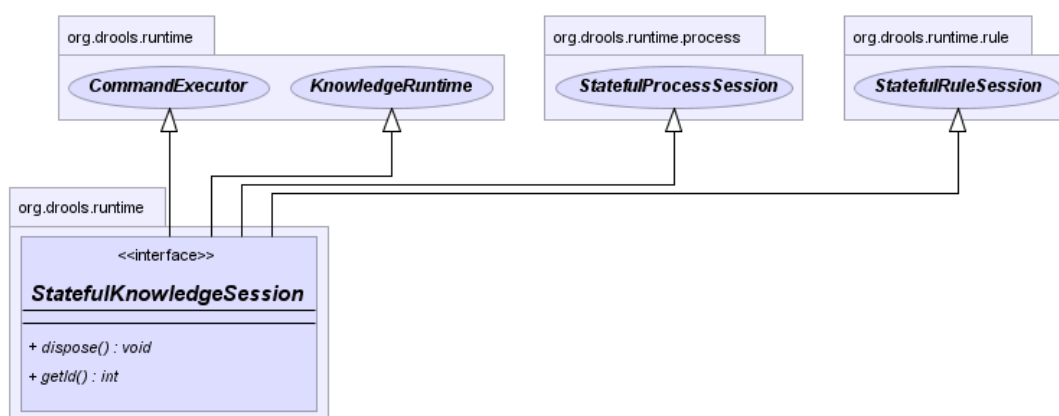 org.drools.runtime
CommandExecutor
KnowledgeRuntime
org.drools.runtime.process
StatefulProcessSession
org.drools.runtime.rule
StatefulRuleSession
org.drools.runtime
<<interface>>
StatefulKnowledgeSession
+ dispose() : void
+ getId() : int